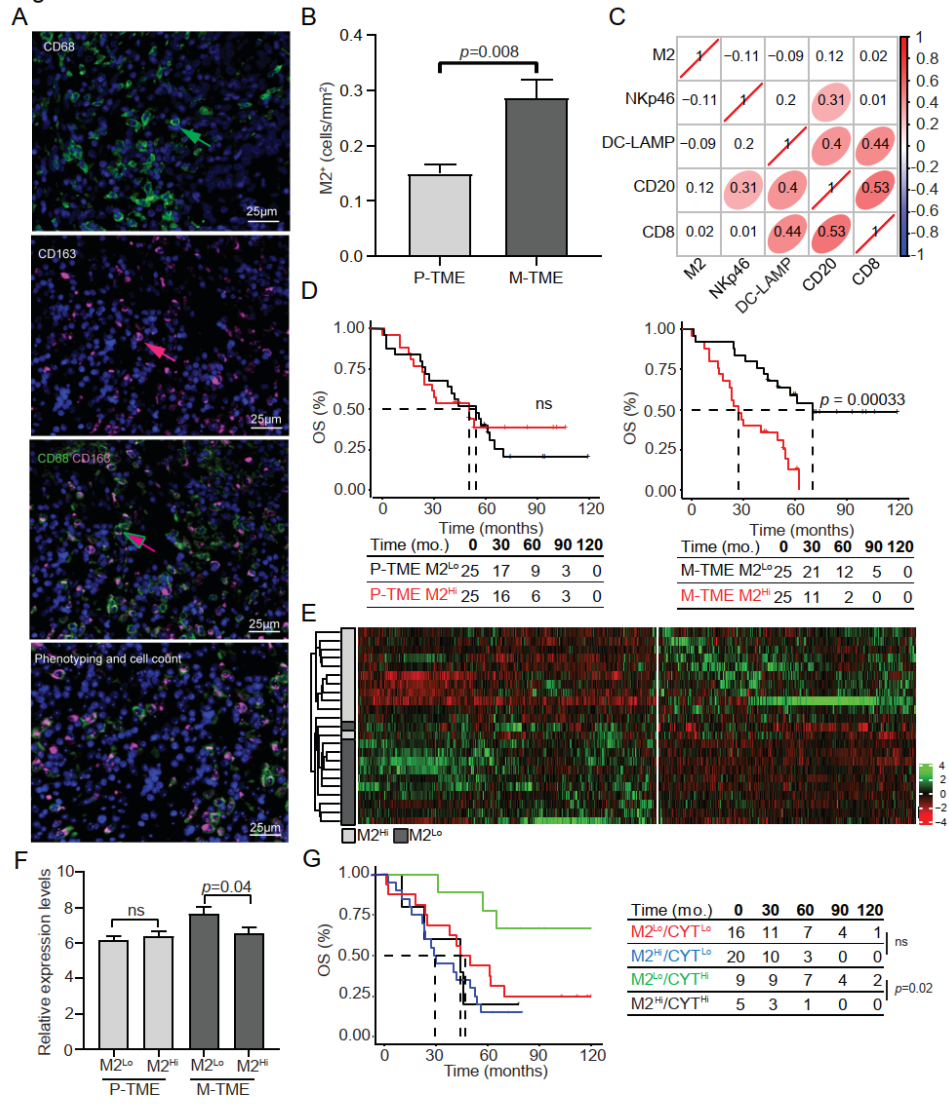 A
CD68
25µm
CD163
25µm
CD68 CD163
25µm
Phenotyping and cell count
25µm
B
p=0.008
M2⁺ (cells/mm²)
0.4
0.3
0.2
0.1
0.0
P-TME M-TME
C
M2 1 −0.11 −0.09 0.12 0.02
NKp46 −0.11 1 0.2 0.31 0.01
DC-LAMP −0.09 0.2 1 0.4 0.44
CD20 0.12 0.31 0.4 1 0.53
CD8 0.02 0.01 0.44 0.53 1
M2 NKp46 DC-LAMP CD20 CD8
1
0.8
0.6
0.4
0.2
0
−0.2
−0.4
−0.6
−0.8
−1
D
OS (%)
1.00
0.75
0.50
0.25
0.00
ns
0 30 60 90 120
Time (months)
Time (mo.) 0 30 60 90 120
P-TME M2ᴸᵒ 25 17 9 3 0
P-TME M2ᴴⁱ 25 16 6 3 0
OS (%)
1.00
0.75
0.50
0.25
0.00
p = 0.00033
0 30 60 90 120
Time (months)
Time (mo.) 0 30 60 90 120
M-TME M2ᴸᵒ 25 21 12 5 0
M-TME M2ᴴⁱ 25 11 2 0 0
E
4
2
0
−2
−4
M2ᴴⁱ M2ᴸᵒ
F
Relative expression levels
10
8
6
4
2
0
ns
p=0.04
M2ᴸᵒ M2ᴴⁱ M2ᴸᵒ M2ᴴⁱ
P-TME M-TME
G
OS (%)
1.00
0.75
0.50
0.25
0.00
30 60 90 120
Time (months)
Time (mo.) 0 30 60 90 120
M2ᴸᵒ/CYTᴸᵒ 16 11 7 4 1
M2ᴴⁱ/CYTᴸᵒ 20 10 3 0 0
ns
M2ᴸᵒ/CYTᴴⁱ 9 9 7 4 2
M2ᴴⁱ/CYTᴴⁱ 5 3 1 0 0
p=0.02